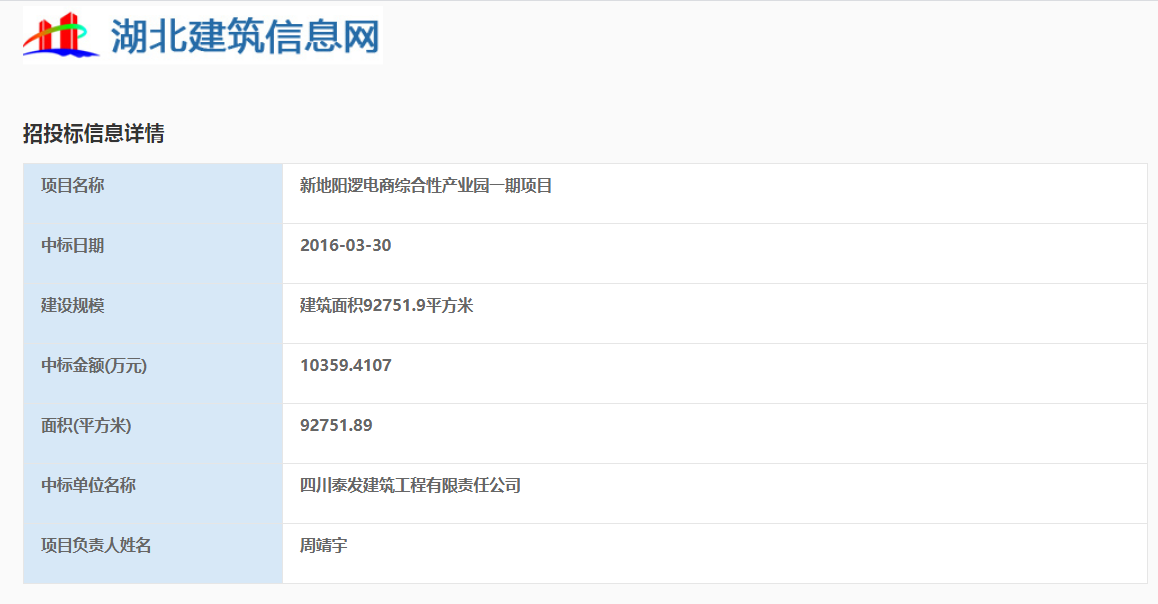 湖北建筑信息网
招投标信息详情
项目名称 新地阳逻电商综合性产业园一期项目
中标日期 2016-03-30
建设规模 建筑面积92751.9平方米
中标金额(万元) 10359.4107
面积(平方米) 92751.89
中标单位名称 四川泰发建筑工程有限责任公司
项目负责人姓名 周靖宇